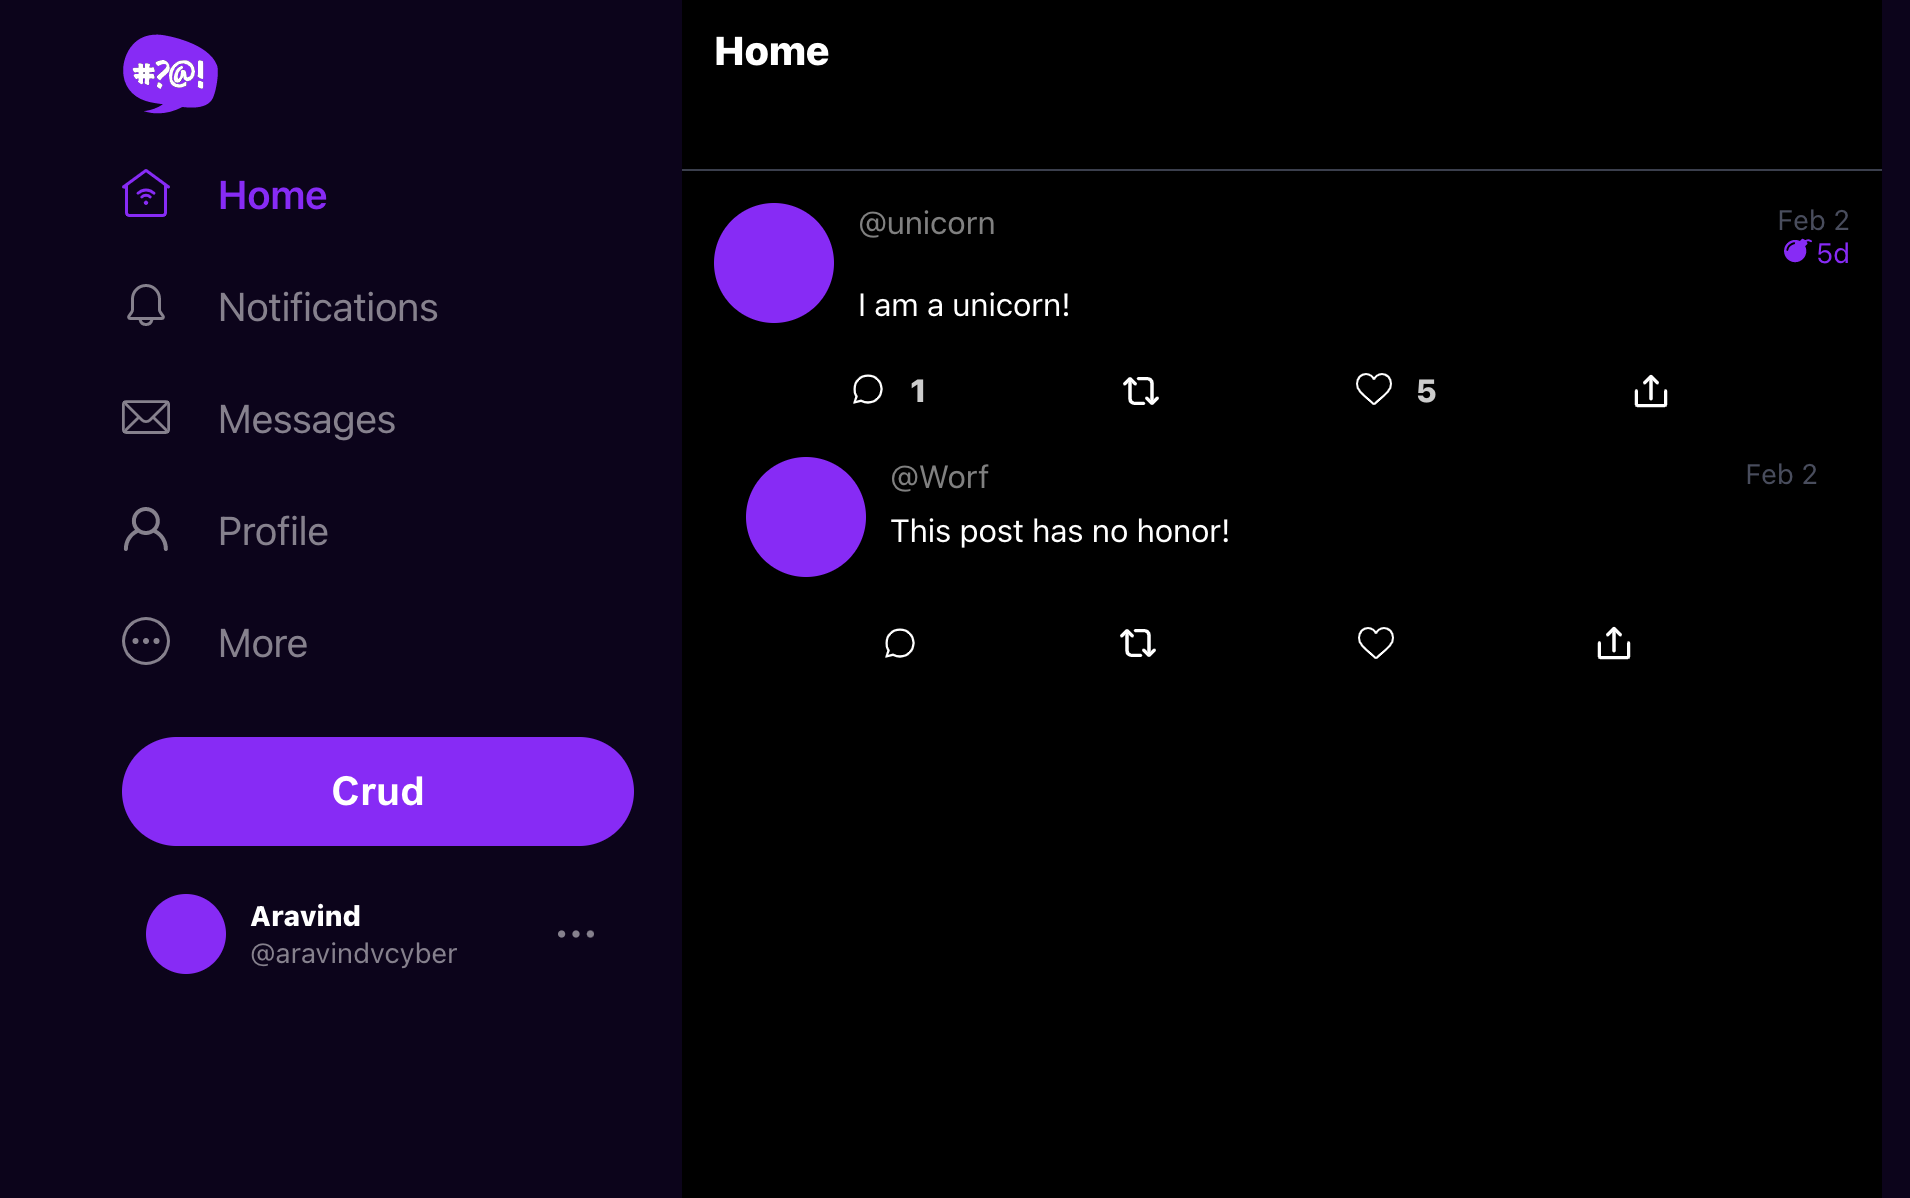 #?@!
Home
Notifications
Messages
Profile
More
Crud
Aravind
@aravindvcyber
Home
@unicorn
Feb 2
5d
I am a unicorn!
1
5
@Worf
Feb 2
This post has no honor!